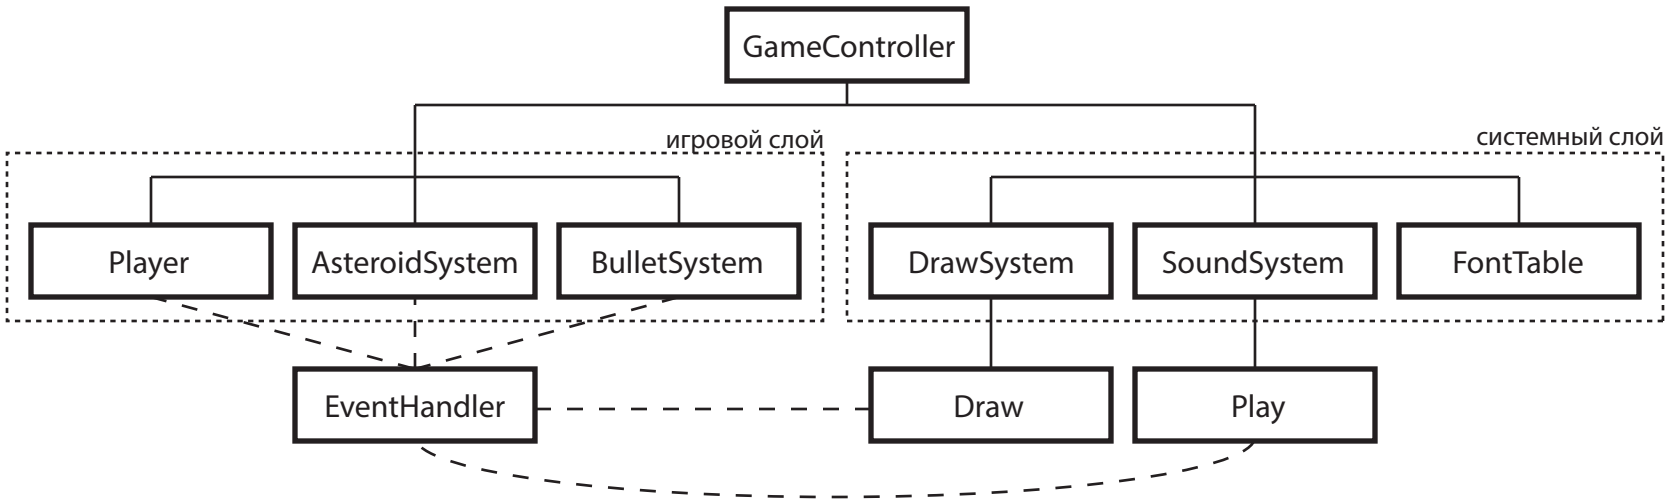 GameController
игровой слой
системный слой
Player
AsteroidSystem
BulletSystem
DrawSystem
SoundSystem
FontTable
EventHandler
Draw
Play